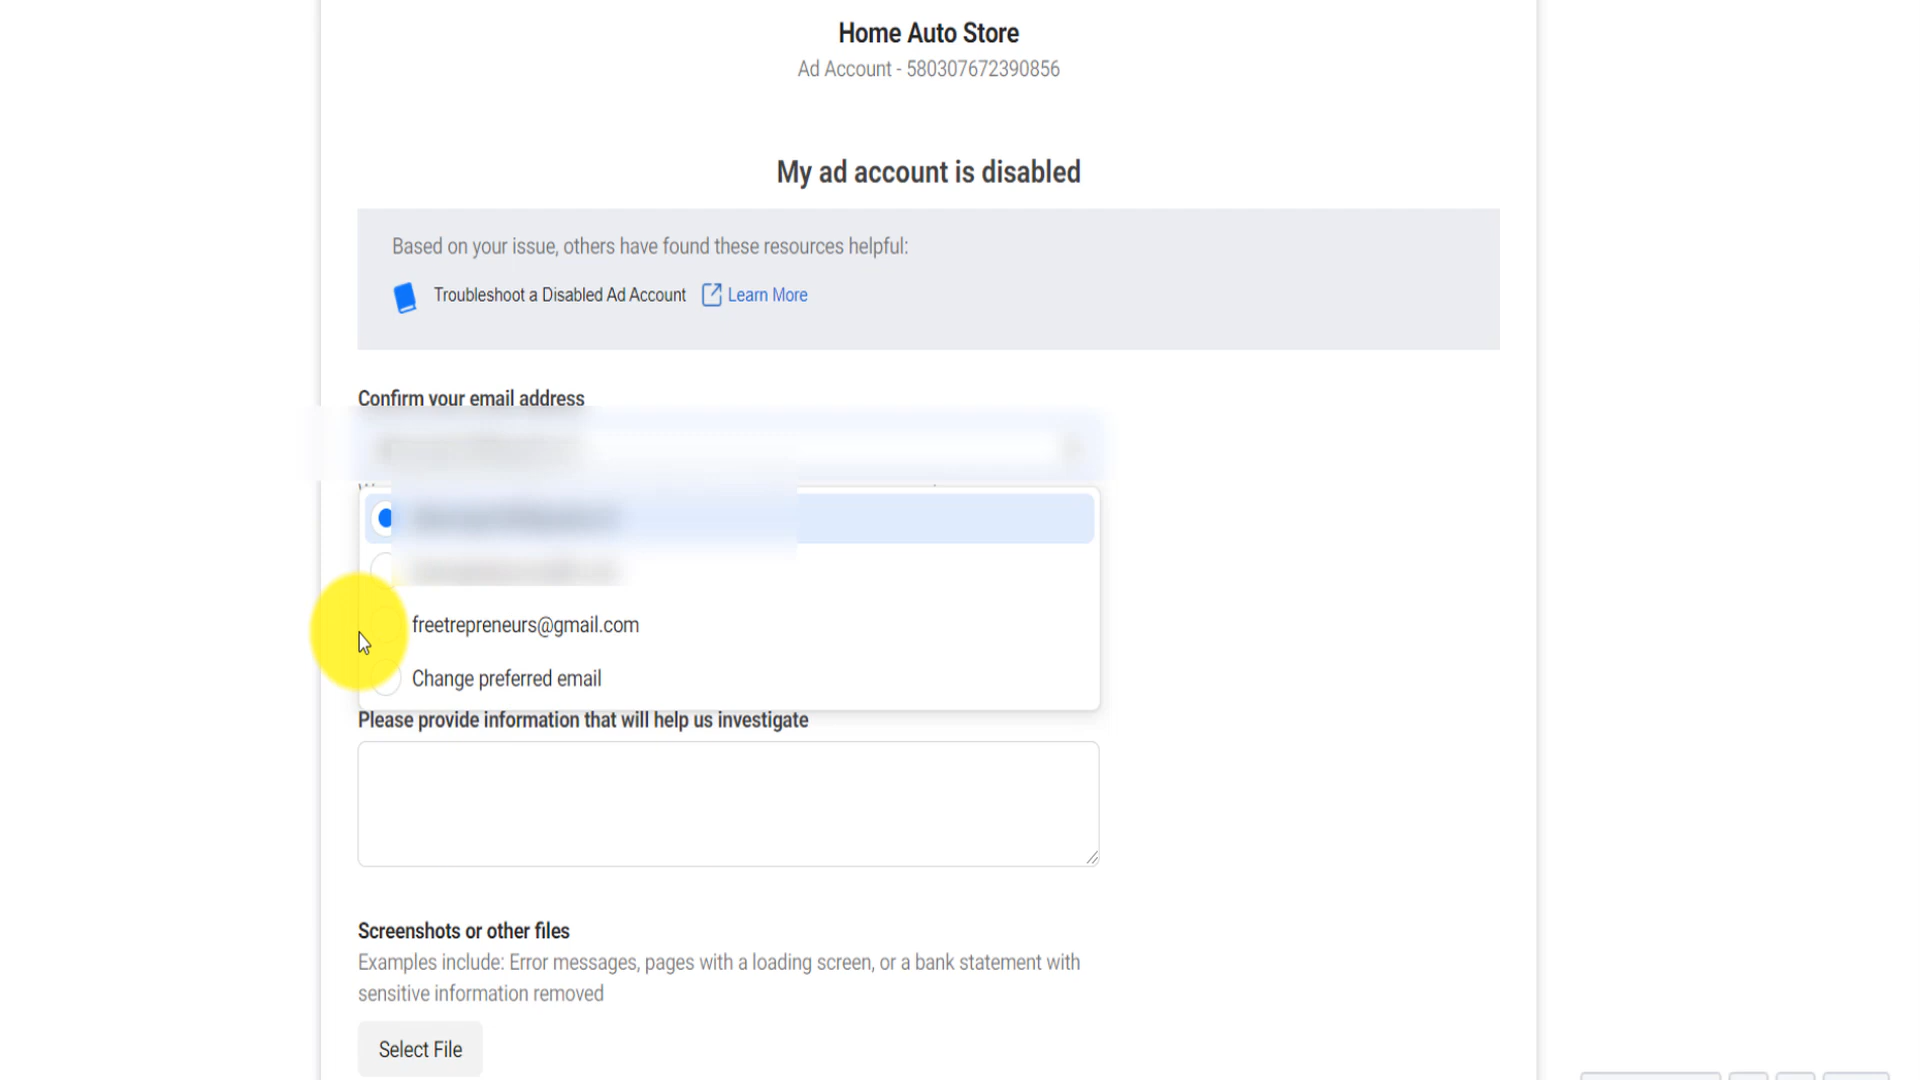 Home Auto Store
Ad Account - 580307672390856
My ad account is disabled
Based on your issue, others have found these resources helpful:
Troubleshoot a Disabled Ad Account Learn More
Confirm your email address
freetrepreneurs@gmail.com
Change preferred email
Please provide information that will help us investigate
Screenshots or other files
Examples include: Error messages, pages with a loading screen, or a bank statement with
sensitive information removed
Select File